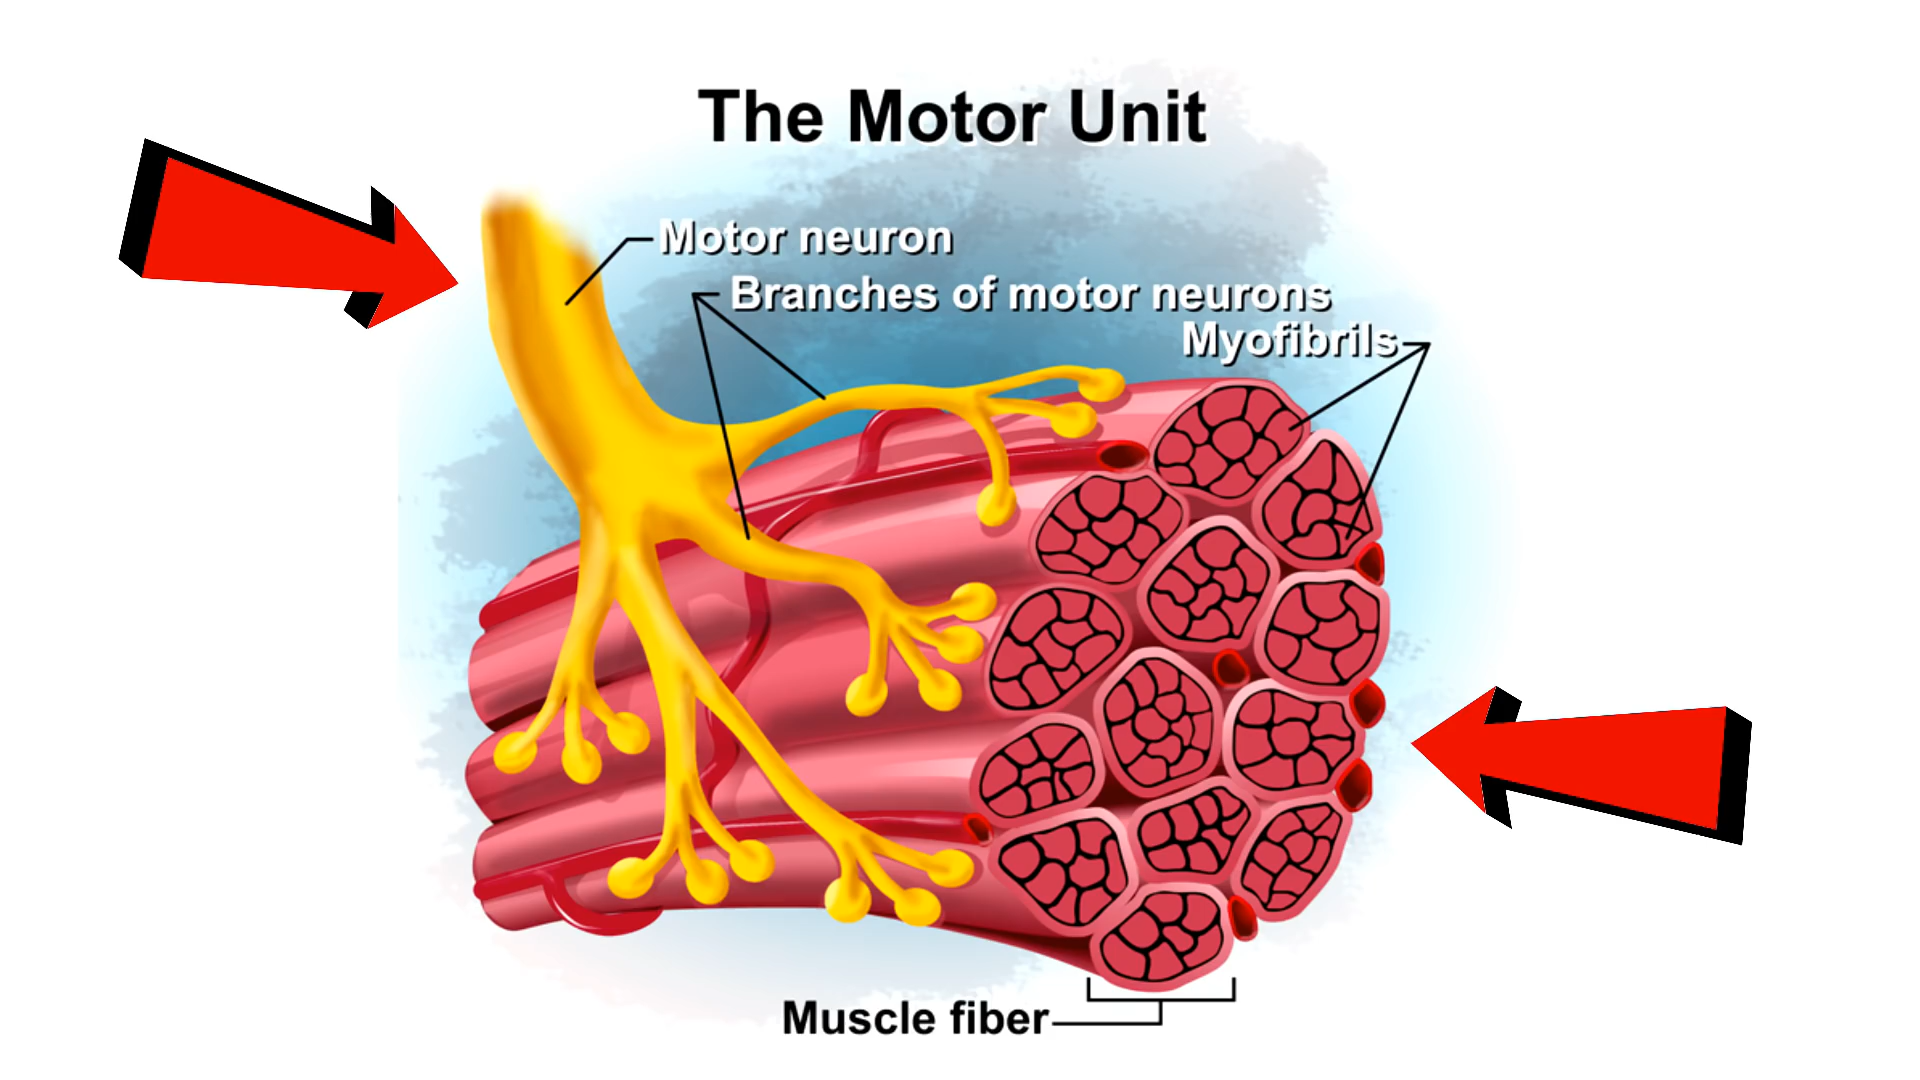 The Motor Unit
Motor neuron
Branches of motor neurons
Myofibrils
Muscle fiber